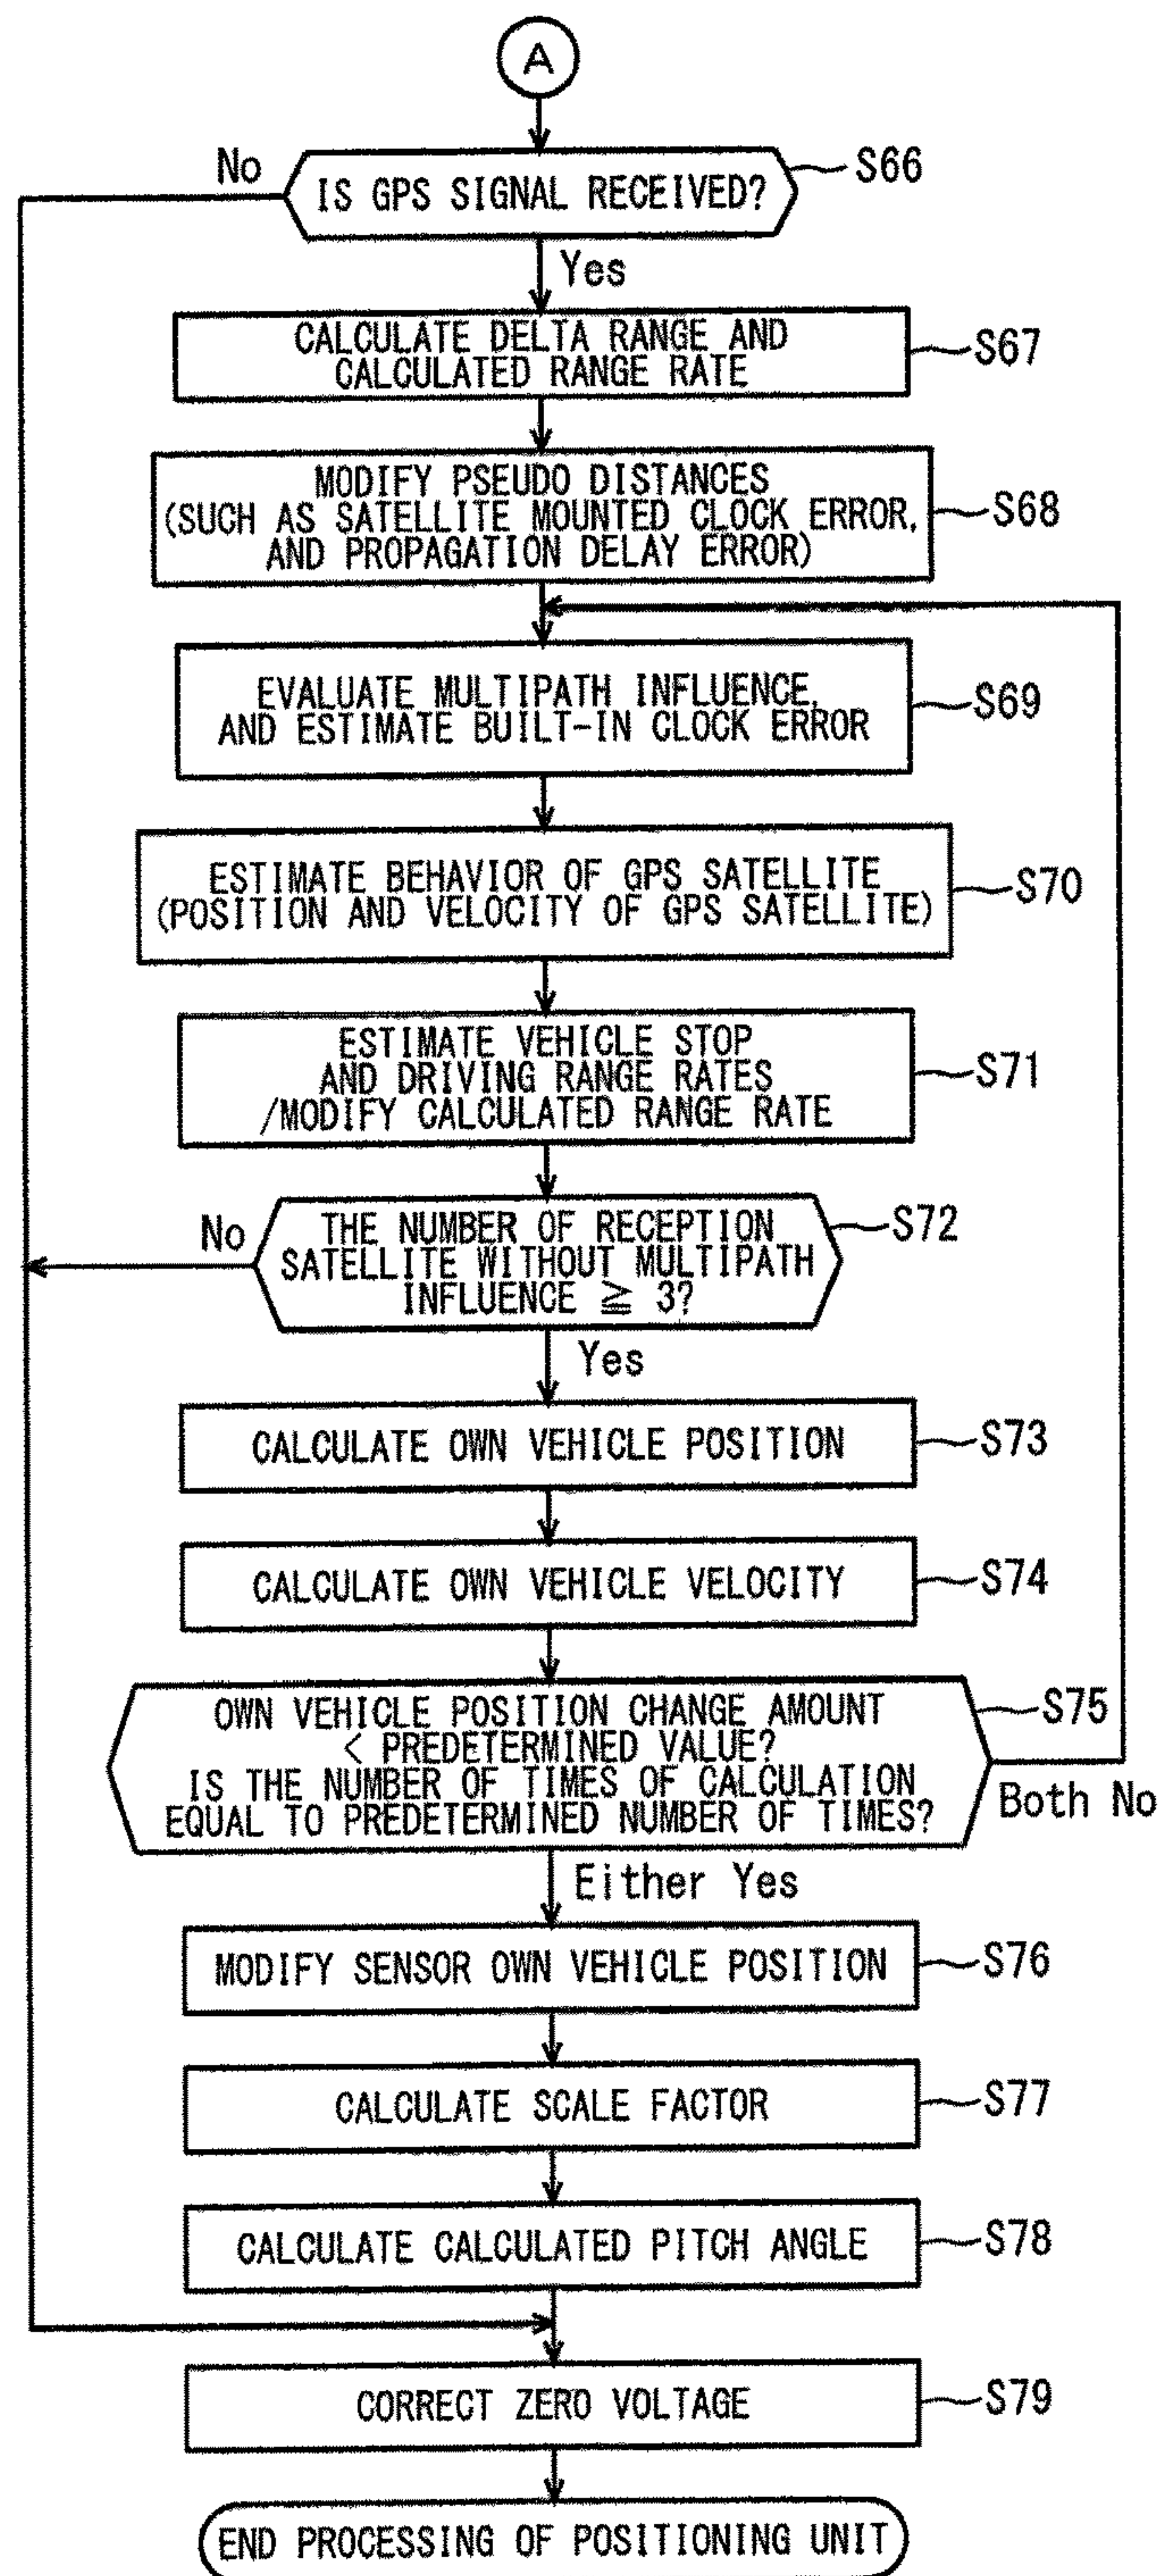 A
No
IS GPS SIGNAL RECEIVED?
S66
Yes
CALCULATE DELTA RANGE AND
CALCULATED RANGE RATE
S67
MODIFY PSEUDO DISTANCES
(SUCH AS SATELLITE MOUNTED CLOCK ERROR,
AND PROPAGATION DELAY ERROR)
S68
EVALUATE MULTIPATH INFLUENCE,
AND ESTIMATE BUILT-IN CLOCK ERROR
S69
ESTIMATE BEHAVIOR OF GPS SATELLITE
(POSITION AND VELOCITY OF GPS SATELLITE)
S70
ESTIMATE VEHICLE STOP
AND DRIVING RANGE RATES
/MODIFY CALCULATED RANGE RATE
S71
No
THE NUMBER OF RECEPTION
SATELLITE WITHOUT MULTIPATH
INFLUENCE ≧ 3?
S72
Yes
CALCULATE OWN VEHICLE POSITION
S73
CALCULATE OWN VEHICLE VELOCITY
S74
OWN VEHICLE POSITION CHANGE AMOUNT
< PREDETERMINED VALUE?
IS THE NUMBER OF TIMES OF CALCULATION
EQUAL TO PREDETERMINED NUMBER OF TIMES?
S75
Both No
Either Yes
MODIFY SENSOR OWN VEHICLE POSITION
S76
CALCULATE SCALE FACTOR
S77
CALCULATE CALCULATED PITCH ANGLE
S78
CORRECT ZERO VOLTAGE
S79
END PROCESSING OF POSITIONING UNIT